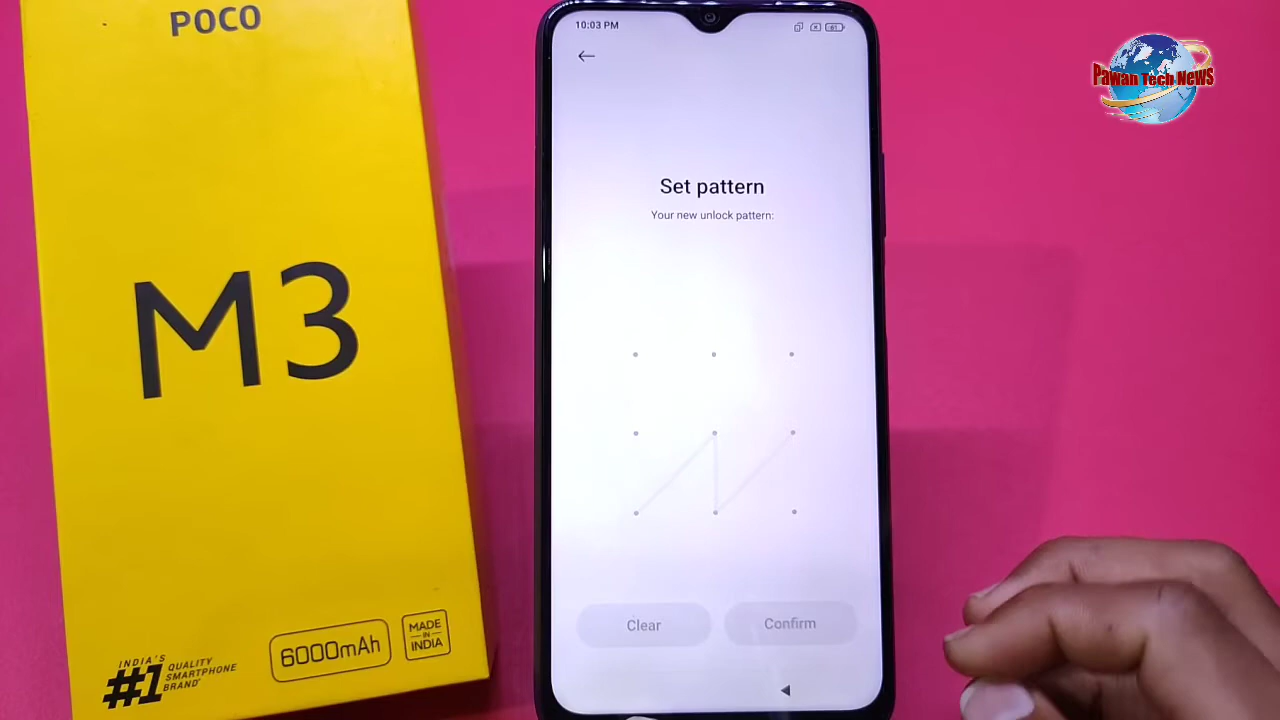 POCO
M3
INDIA'S
#1
QUALITY
SMARTPHONE
BRAND*
6000mAh
MADE
IN
INDIA
10:03 PM
61
Set pattern
Your new unlock pattern:
Clear
Confirm
Pawan Tech News